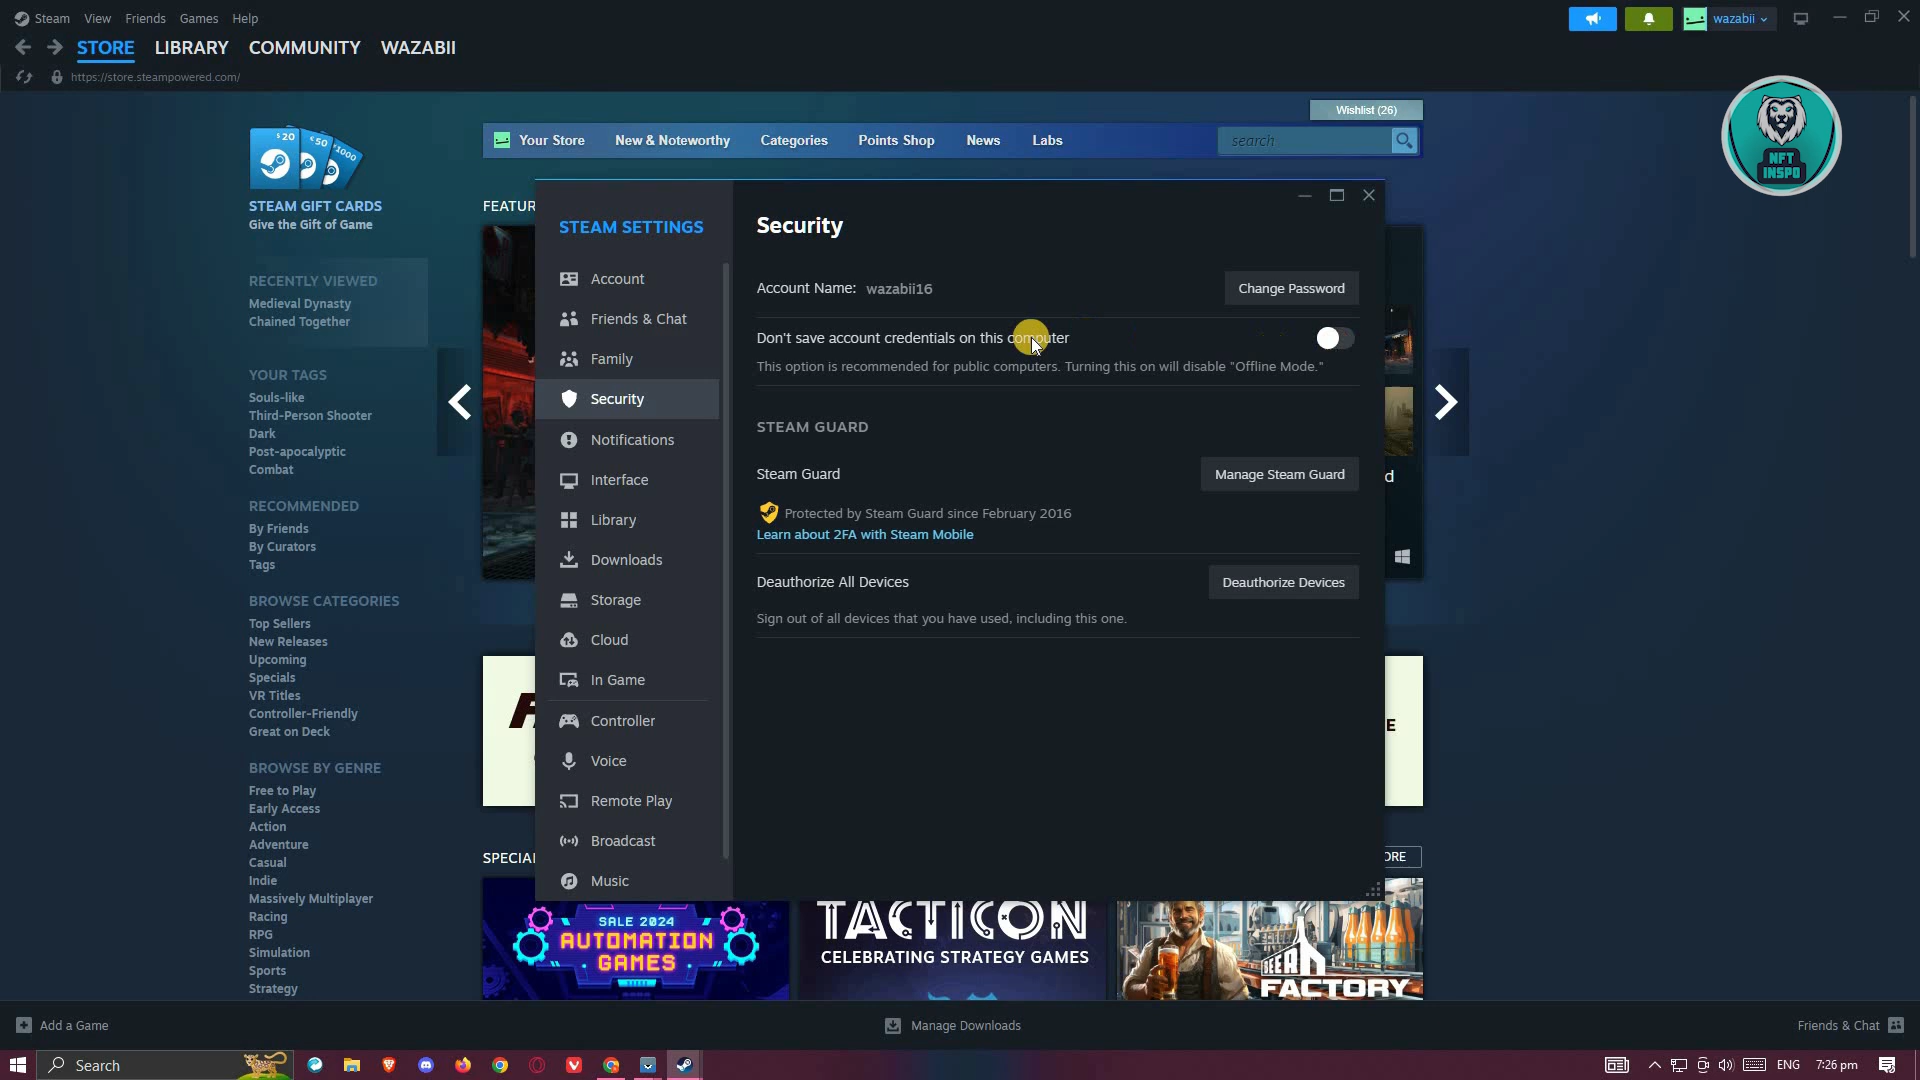 Steam View Friends Games Help
wazabii
STORE LIBRARY COMMUNITY WAZABII
https://store.steampowered.com/
Wishlist (26)
Your Store New & Noteworthy Categories Points Shop News Labs
search
NFT
INSPO
$20 €50 ¥1000
STEAM GIFT CARDS
Give the Gift of Game
RECENTLY VIEWED
Medieval Dynasty
Chained Together
YOUR TAGS
Souls-like
Third-Person Shooter
Dark
Post-apocalyptic
Combat
RECOMMENDED
By Friends
By Curators
Tags
BROWSE CATEGORIES
Top Sellers
New Releases
Upcoming
Specials
VR Titles
Controller-Friendly
Great on Deck
BROWSE BY GENRE
Free to Play
Early Access
Action
Adventure
Casual
Indie
Massively Multiplayer
Racing
RPG
Simulation
Sports
Strategy
FEATUR
STEAM SETTINGS
Account
Friends & Chat
Family
Security
Notifications
Interface
Library
Downloads
Storage
Cloud
In Game
Controller
Voice
Remote Play
Broadcast
Music
Security
Account Name: wazabii16
Change Password
Don't save account credentials on this computer
This option is recommended for public computers. Turning this on will disable "Offline Mode."
STEAM GUARD
Steam Guard
Manage Steam Guard
Protected by Steam Guard since February 2016
Learn about 2FA with Steam Mobile
Deauthorize All Devices
Deauthorize Devices
Sign out of all devices that you have used, including this one.
d
E
SPECIA
ORE
SALE 2024
AUTOMATION
GAMES
TACTICON
CELEBRATING STRATEGY GAMES
BEER
FACTORY
Add a Game
Manage Downloads
Friends & Chat
Search
ENG 7:26 pm